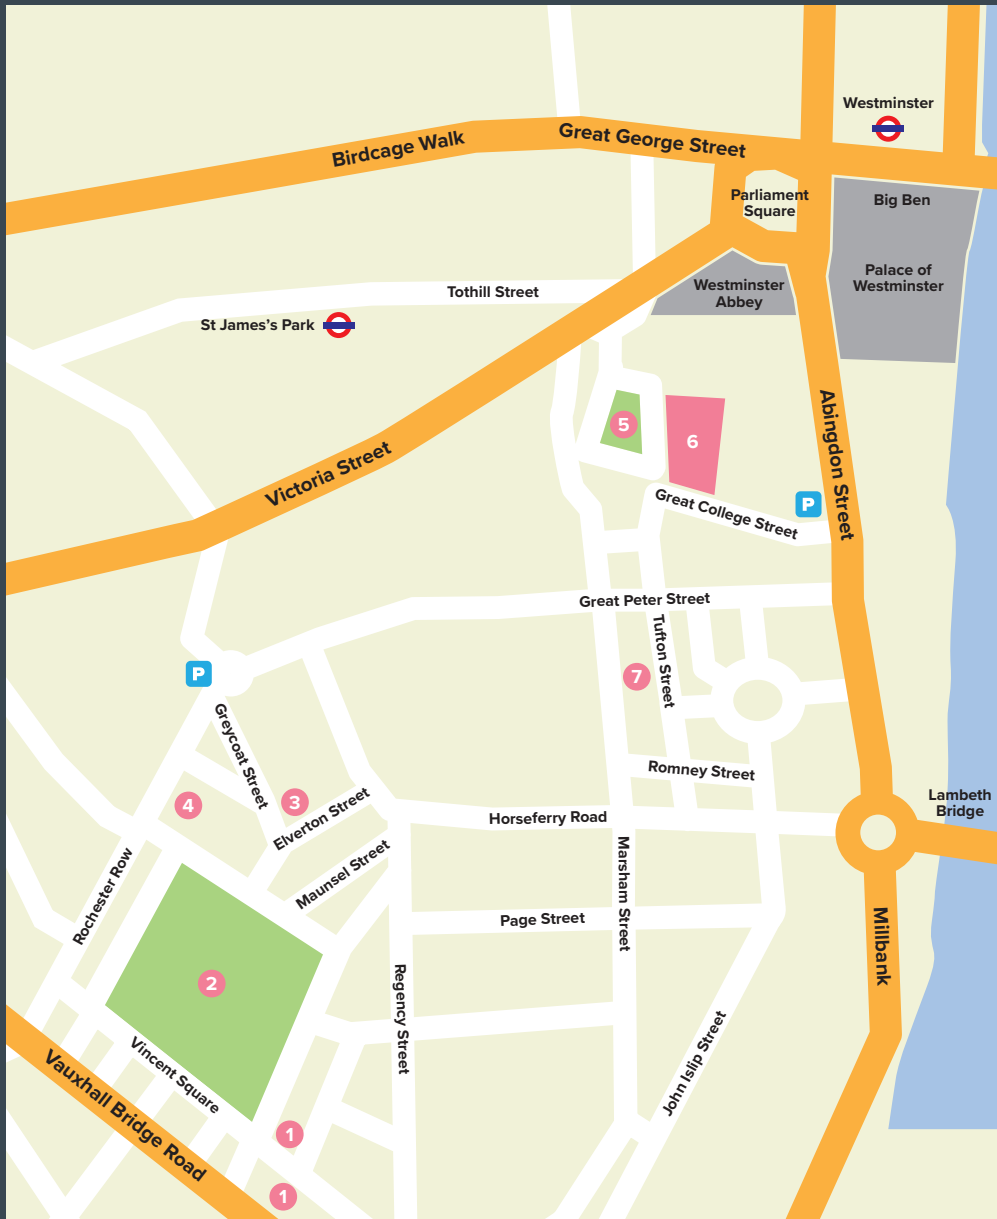 Westminster
Birdcage Walk
Great George Street
Parliament
Square
Big Ben
Palace of
Westminster
Westminster
Abbey
Tothill Street
St James’s Park
Abingdon Street
5
6
Victoria Street
P
Great College Street
Great Peter Street
Tufton Street
P
7
Greycoat Street
Romney Street
Lambeth
Bridge
4
3
Elverton Street
Horseferry Road
Maunsel Street
Marsham Street
Rochester Row
Page Street
Millbank
2
Regency Street
Vincent Square
John Islip Street
Vauxhall Bridge Road
1
1